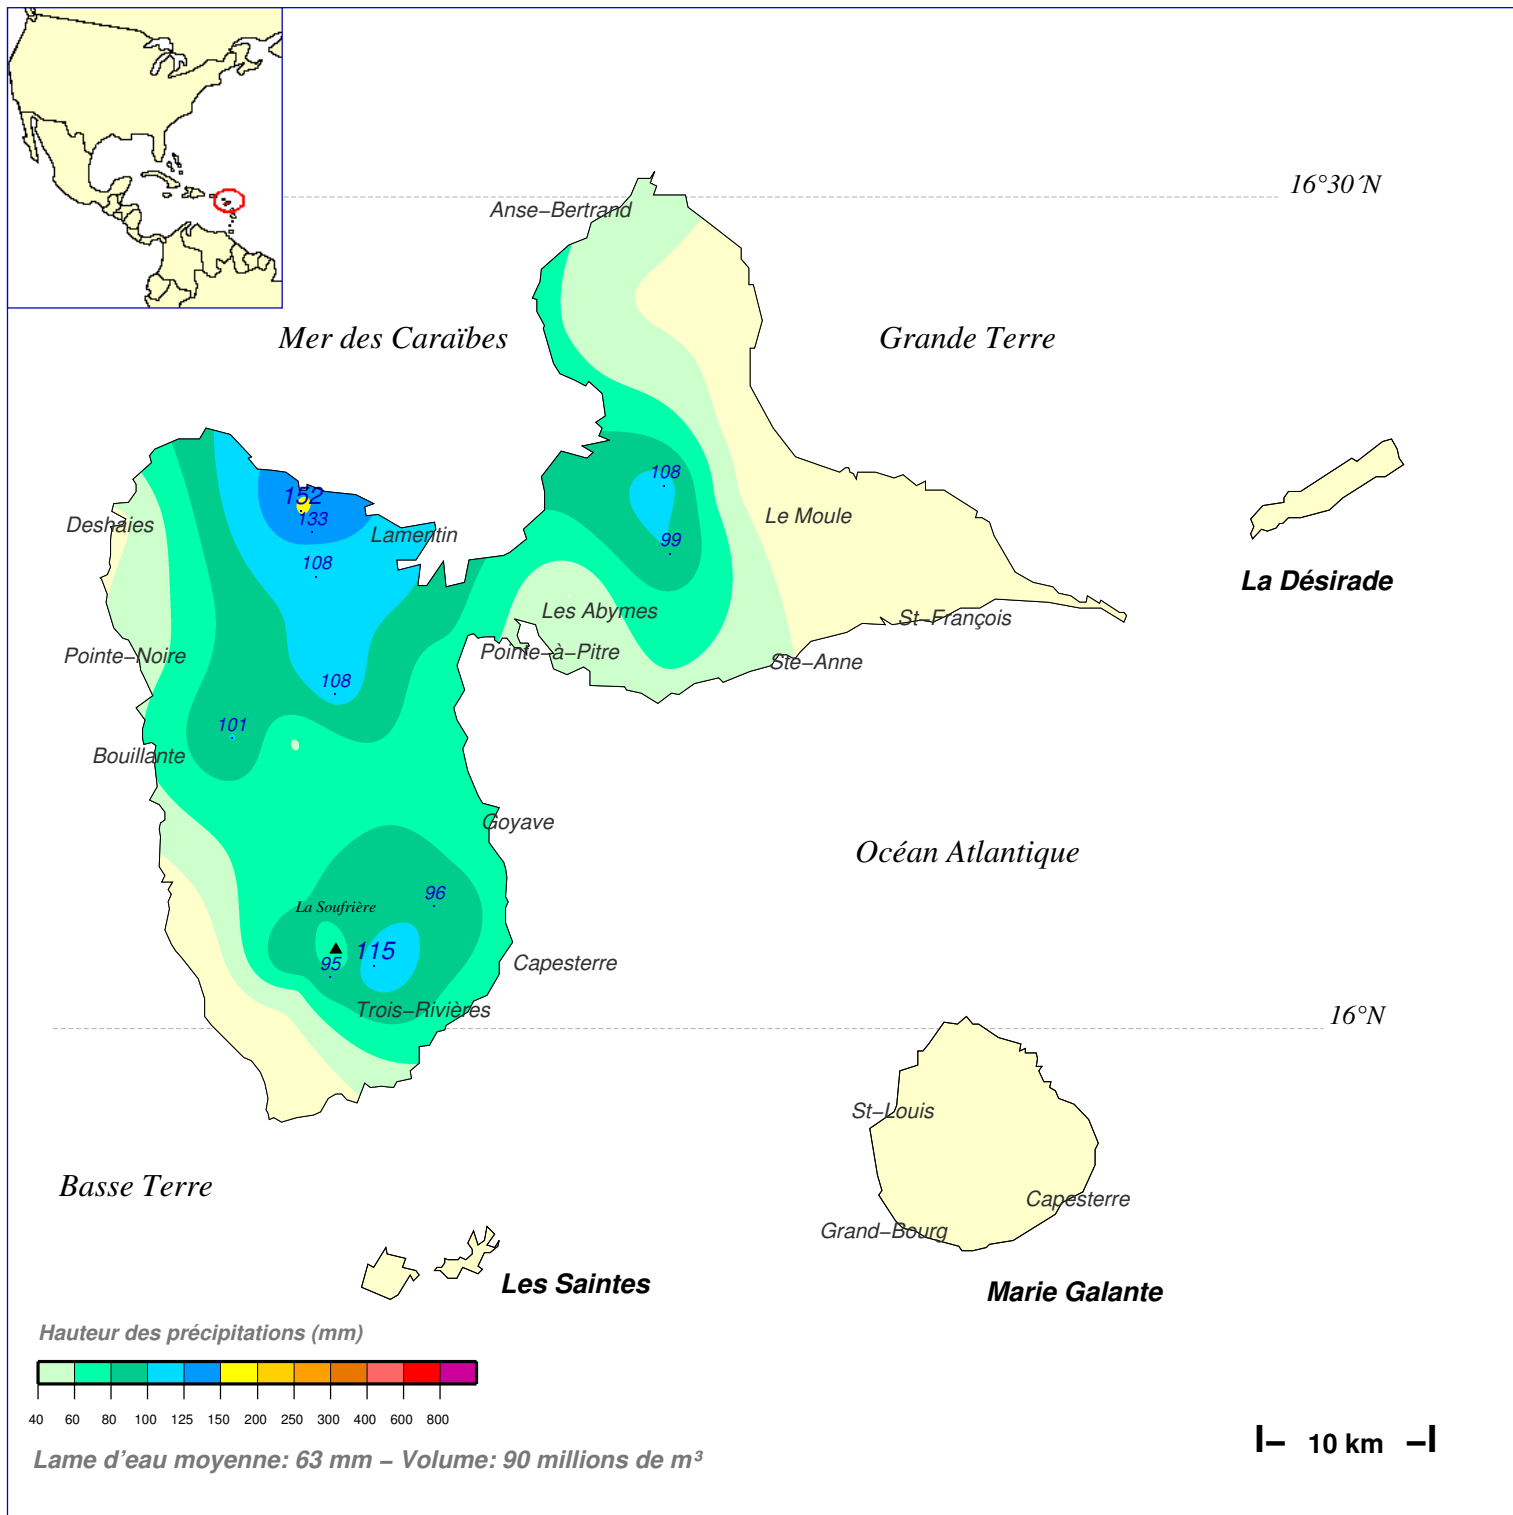 16°30´N
Anse–Bertrand
Mer des Caraïbes
Grande Terre
108
152
133
Le Moule
Deshaies
Lamentin
99
108
La Désirade
Les Abymes
St–François
Pointe–Noire
Pointe–à–Pitre
Ste–Anne
108
101
Bouillante
Goyave
Océan Atlantique
96
La Soufrière
115
95
Capesterre
Trois–Rivières
16°N
St–Louis
Basse Terre
Capesterre
Grand–Bourg
Les Saintes
Marie Galante
Hauteur des précipitations (mm)
40 60 80 100 125 150 200 250 300 400 600 800
10 km
Lame d'eau moyenne: 63 mm – Volume: 90 millions de m³